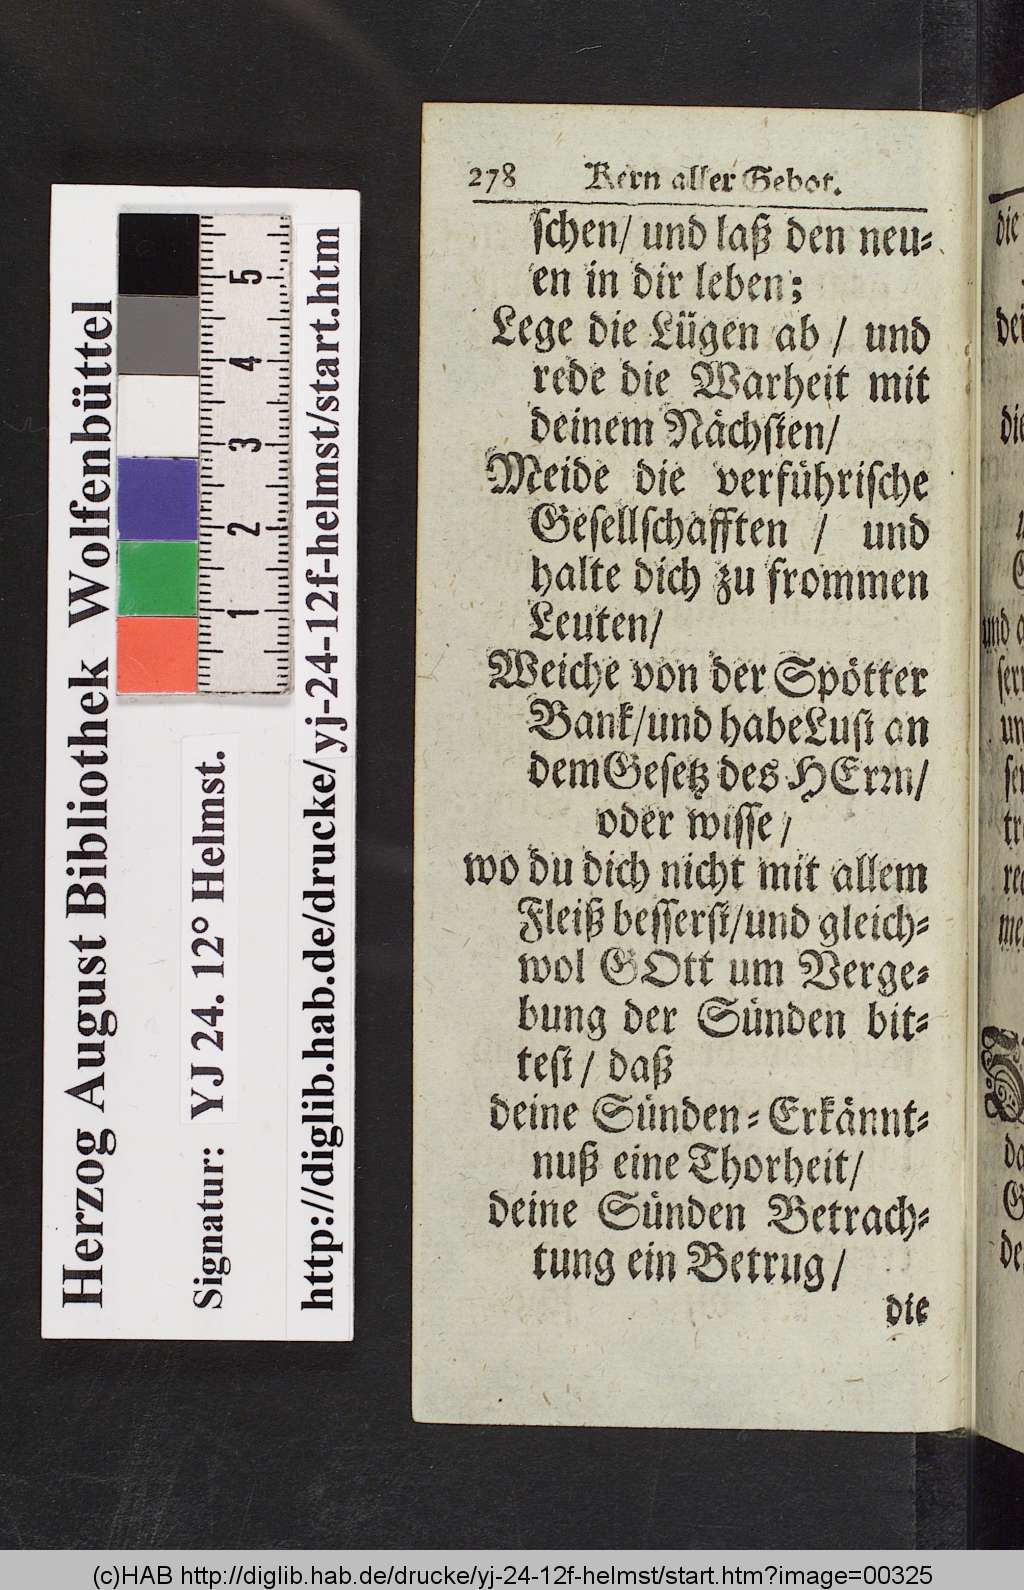 Herzog August Bibliothek Wolfenbüttel
Signatur: YJ 24. 12° Helmst.
http://diglib.hab.de/drucke/yj-24-12f-helmst/start.htm
1 2 3 4 5
278 Kern aller Gebot.
schen/ und laß den neu⸗
en in dir leben;
Lege die Lügen ab / und
rede die Warheit mit
deinem Nächsten/
Meide die verführische
Gesellschafften / und
halte dich zu frommen
Leuten/
Weiche von der Spötter
Bank/und habe Lust an
dem Gesetz des HErrn/
oder wisse /
wo du dich nicht mit allem
Fleiß besserst/und gleich⸗
wol GOtt um Verge⸗
bung der Sünden bit⸗
test / daß
deine Sünden⸗Erkännt⸗
nuß eine Thorheit/
deine Sünden Betrach⸗
tung ein Betrug /
die
(c)HAB http://diglib.hab.de/drucke/yj-24-12f-helmst/start.htm?image=00325